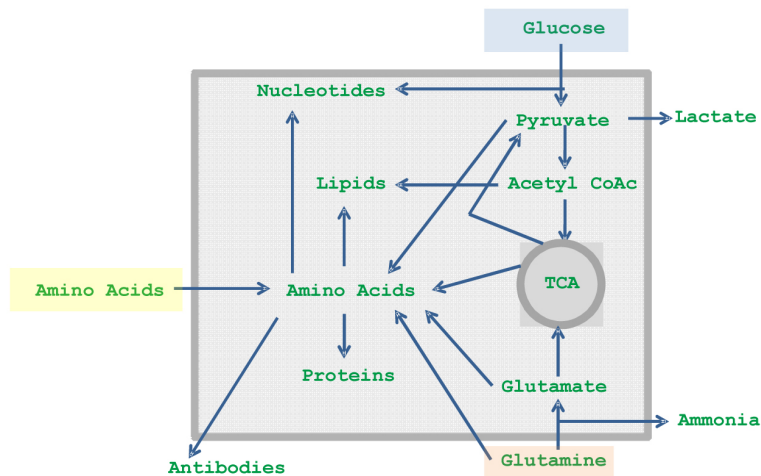 Glucose
Nucleotides
Pyruvate
Lactate
Lipids
Acetyl CoAc
Amino Acids
Amino Acids
TCA
Proteins
Glutamate
Ammonia
Antibodies
Glutamine